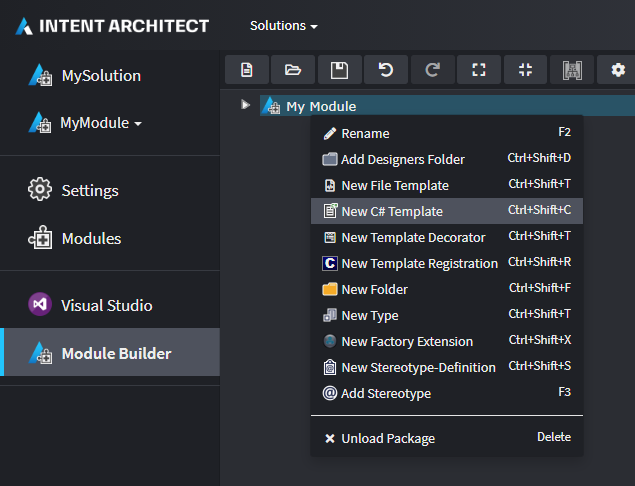 INTENT ARCHITECT
Solutions
MySolution
MyModule
Settings
Modules
Visual Studio
Module Builder
My Module
Rename F2
Add Designers Folder Ctrl+Shift+D
New File Template Ctrl+Shift+T
New C# Template Ctrl+Shift+C
New Template Decorator Ctrl+Shift+T
New Template Registration Ctrl+Shift+R
New Folder Ctrl+Shift+F
New Type Ctrl+Shift+T
New Factory Extension Ctrl+Shift+X
New Stereotype-Definition Ctrl+Shift+S
Add Stereotype F3
Unload Package Delete